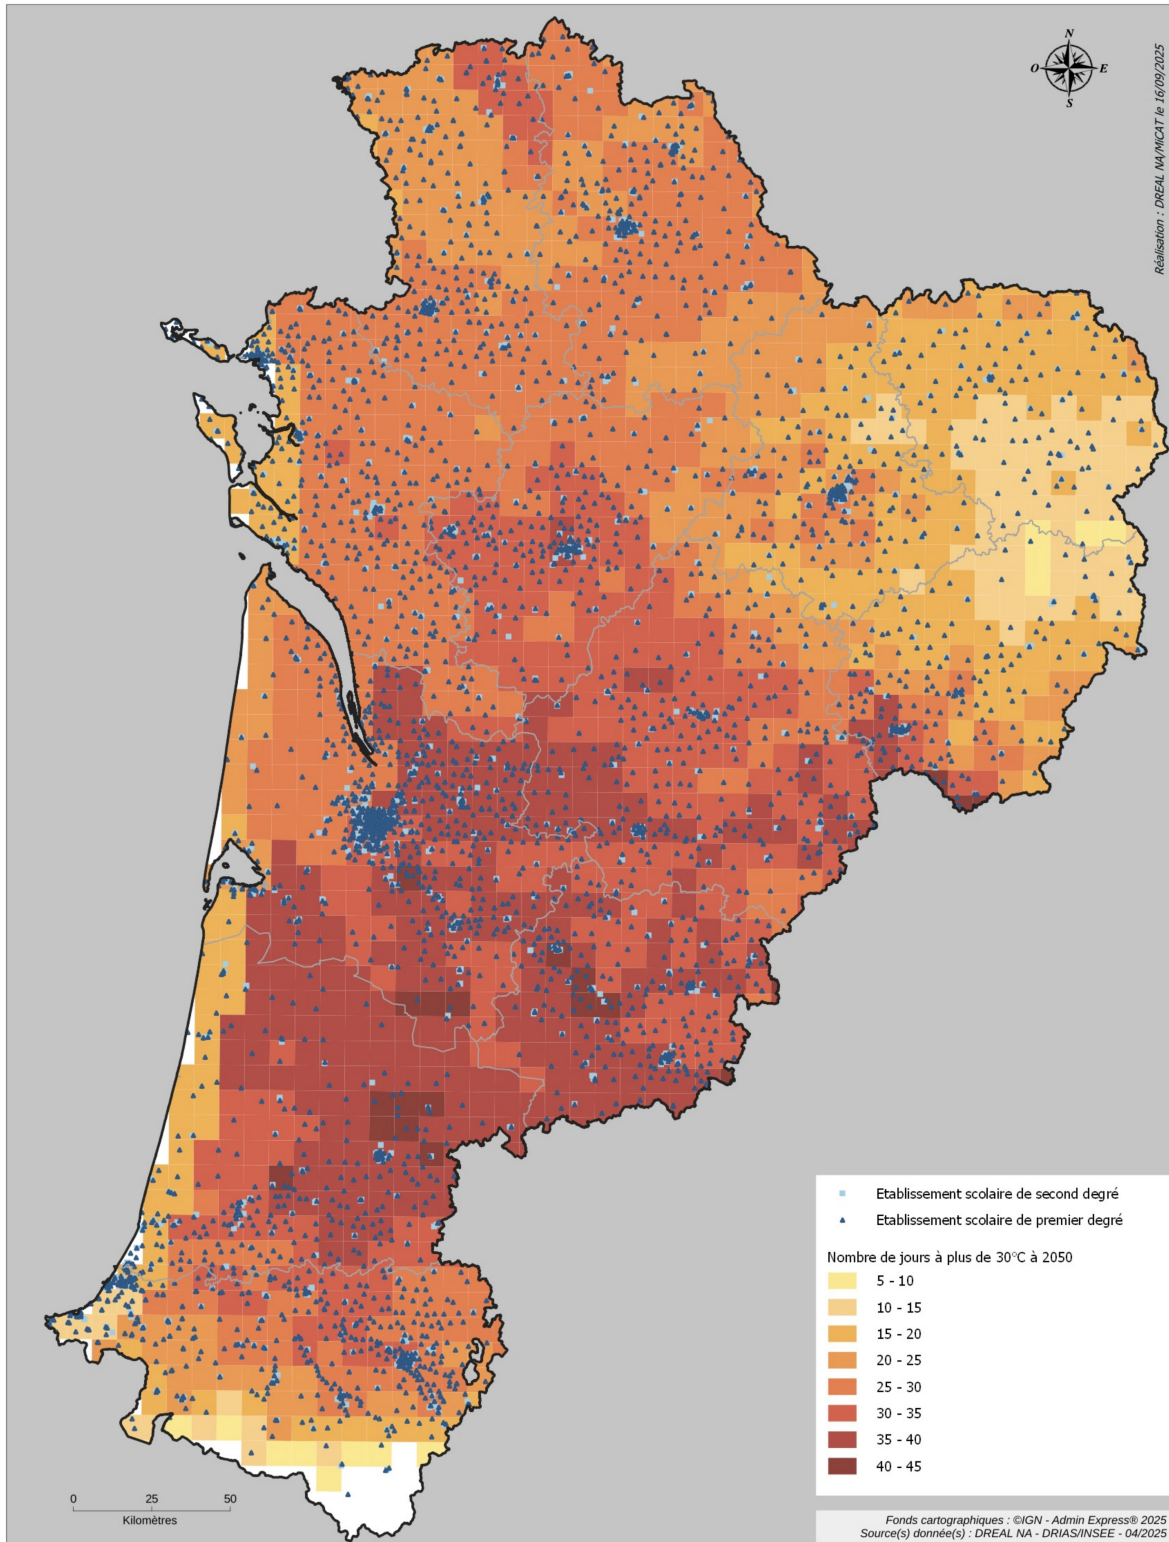 N
O
E
S
Réalisation : DREAL NA/MiCAT le 16/09/2025
Etablissement scolaire de second degré
Etablissement scolaire de premier degré
Nombre de jours à plus de 30°C à 2050
5 - 10
10 - 15
15 - 20
20 - 25
25 - 30
30 - 35
35 - 40
40 - 45
0 25 50
Kilomètres
Fonds cartographiques : ©IGN - Admin Express® 2025
Source(s) donnée(s) : DREAL NA - DRIAS/INSEE - 04/2025